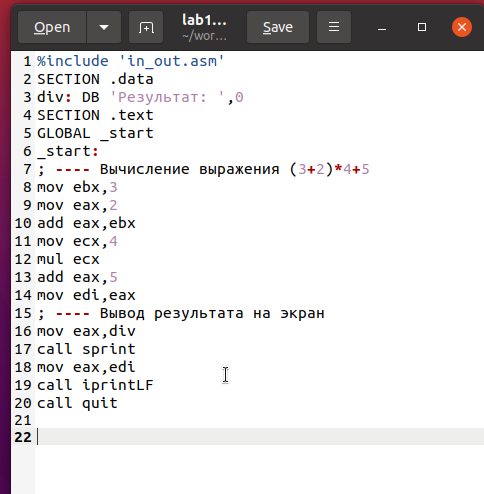 Open
lab1...
~/wor...
Save
1 %include 'in_out.asm'
2 SECTION .data
3 div: DB 'Результат: ',0
4 SECTION .text
5 GLOBAL _start
6 _start:
7 ; ---- Вычисление выражения (3+2)*4+5
8 mov ebx,3
9 mov eax,2
10 add eax,ebx
11 mov ecx,4
12 mul ecx
13 add eax,5
14 mov edi,eax
15 ; ---- Вывод результата на экран
16 mov eax,div
17 call sprint
18 mov eax,edi
19 call iprintLF
20 call quit
21
22